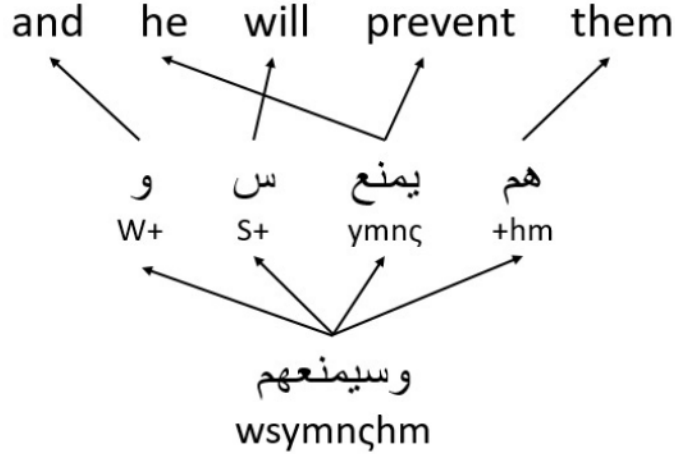 and he will prevent them
و س يمنع هم
W+ S+ ymnς +hm
وسيمنعهم
wsymnςhm